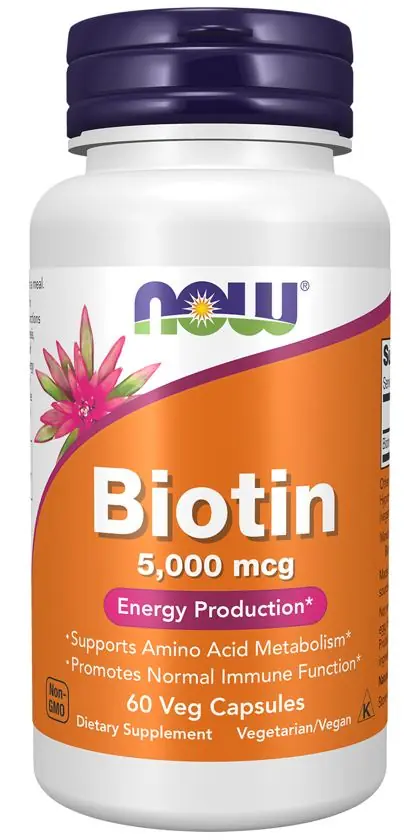 a meal.
NOW®
Biotin
5,000 mcg
Energy Production*
•Supports Amino Acid Metabolism*
•Promotes Normal Immune Function*
60 Veg Capsules
Non-
GMO
Dietary Supplement
Vegetarian/Vegan
K